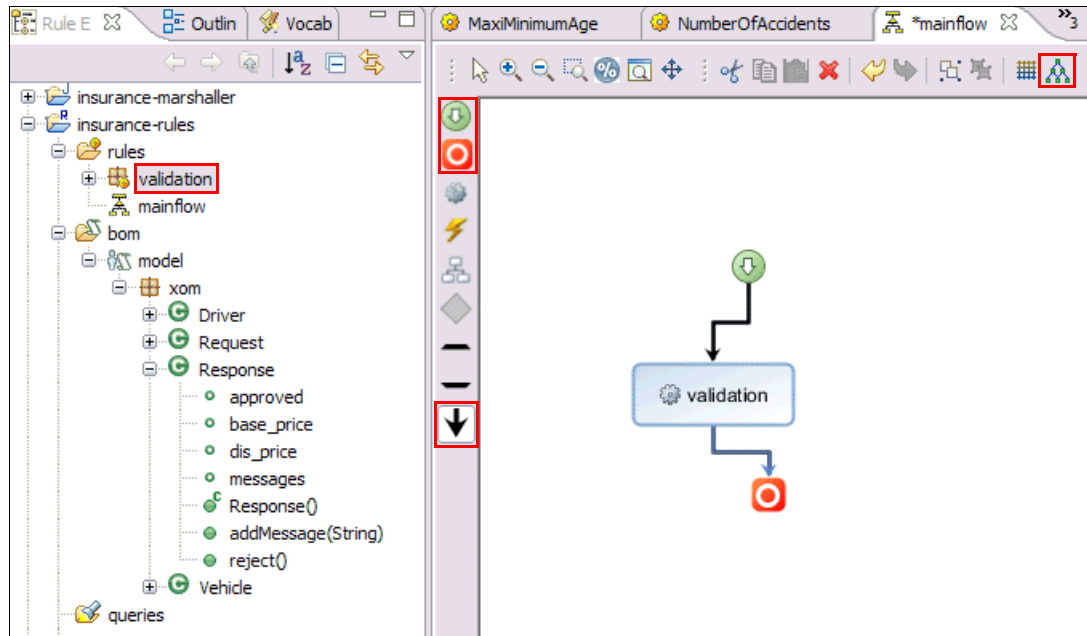 Rule E
Outlin
Vocab
MaxiMinimumAge
NumberOfAccidents
*mainflow
»3
insurance-marshaller
insurance-rules
rules
validation
mainflow
bom
model
xom
Driver
Request
Response
approved
base_price
dis_price
messages
Response()
addMessage(String)
reject()
Vehicle
queries
validation